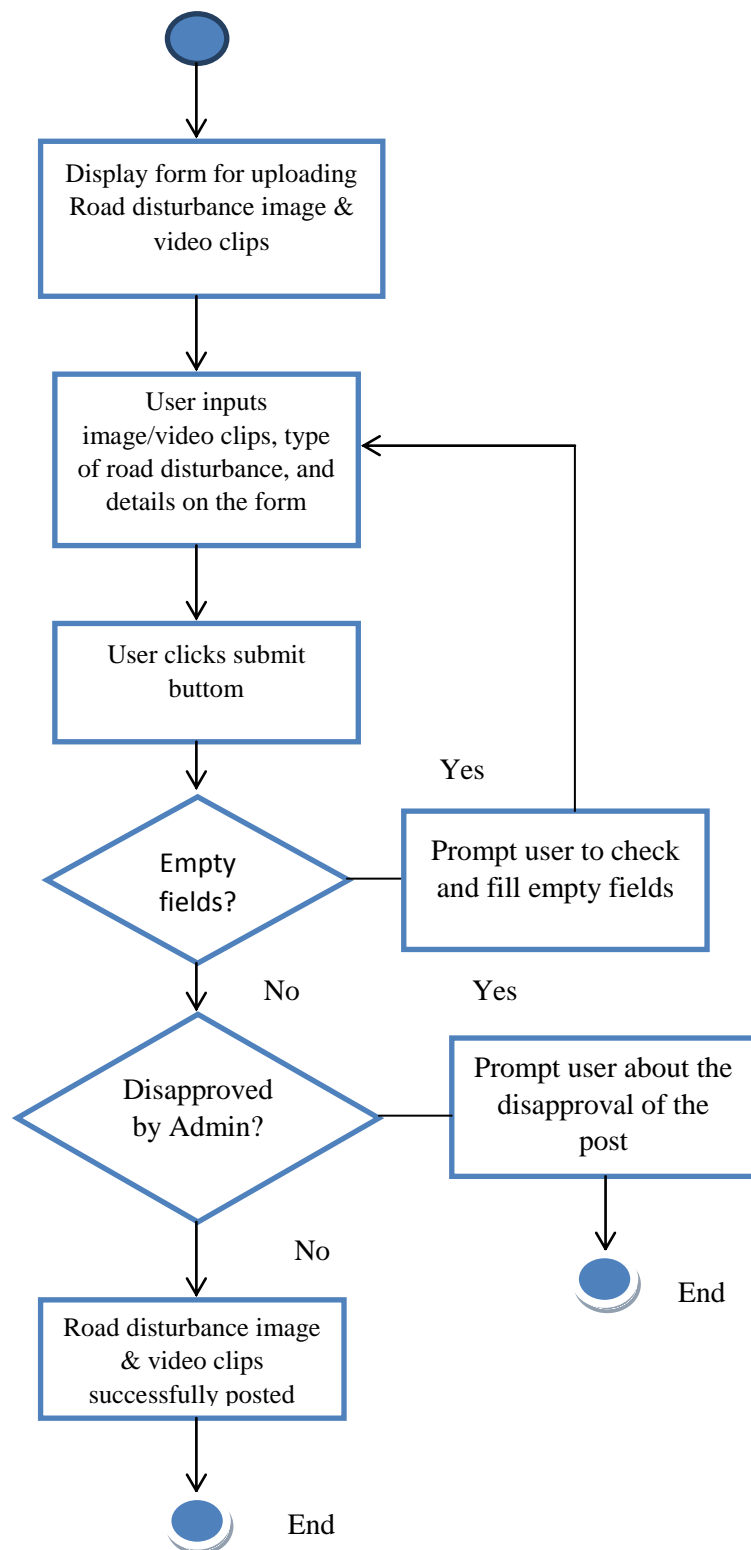 Display form for uploading
Road disturbance image &
video clips
User inputs
image/video clips, type
of road disturbance, and
details on the form
User clicks submit
buttom
Yes
Empty
fields?
Prompt user to check
and fill empty fields
No
Yes
Disapproved
by Admin?
Prompt user about the
disapproval of the
post
No
End
Road disturbance image
& video clips
successfully posted
End